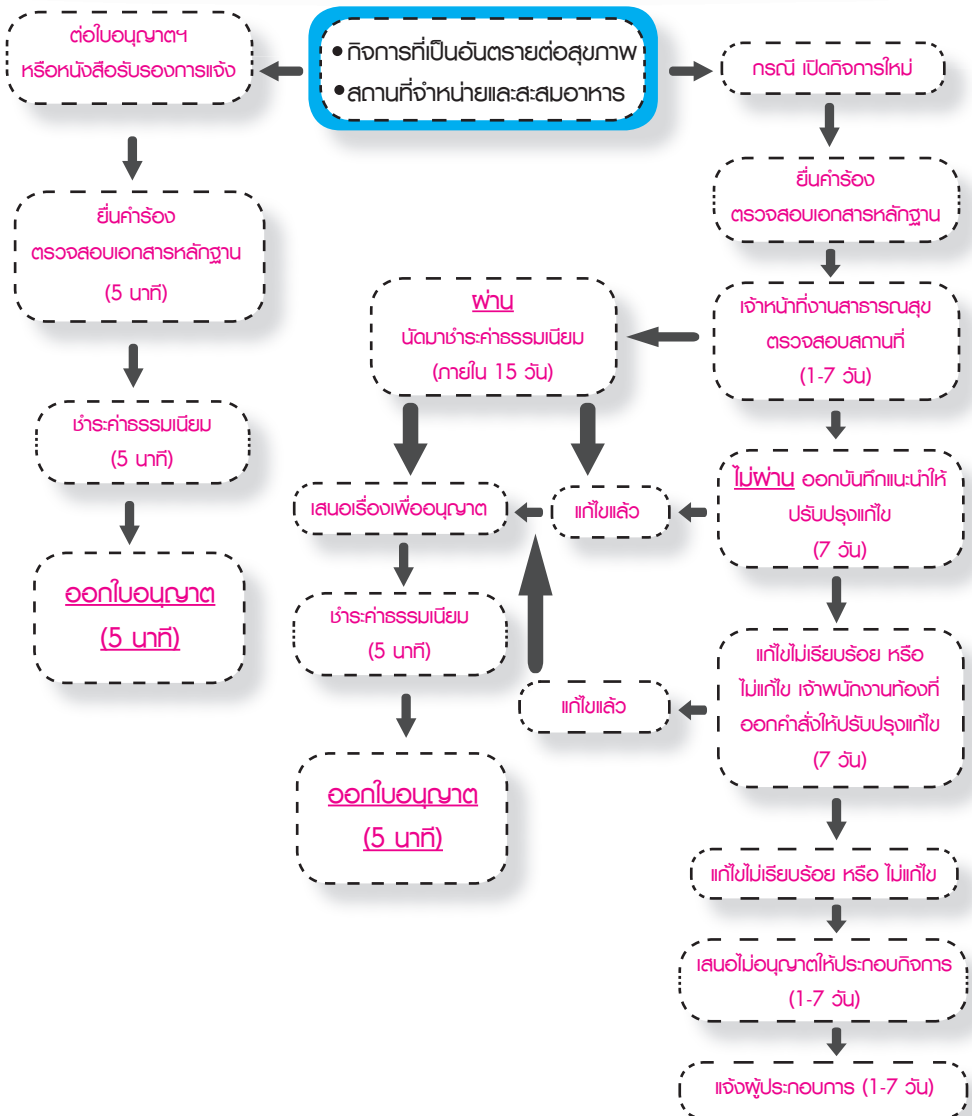 • กิจการที่เป็นอันตรายต่อสุขภาพ
• สถานที่จำหน่ายและสะสมอาหาร
ต่อใบอนุญาตฯ
หรือหนังสือรับรองการแจ้ง
ยื่นคำร้อง
ตรวจสอบเอกสารหลักฐาน
(5 นาที)
ชำระค่าธรรมเนียม
(5 นาที)
ออกใบอนุญาต
(5 นาที)
กรณี เปิดกิจการใหม่
ยื่นคำร้อง
ตรวจสอบเอกสารหลักฐาน
เจ้าหน้าที่งานสาธารณสุข
ตรวจสอบสถานที่
(1-7 วัน)
ผ่าน
นัดมาชำระค่าธรรมเนียม
(ภายใน 15 วัน)
ไม่ผ่าน ออกบันทึกแนะนำให้
ปรับปรุงแก้ไข
(7 วัน)
แก้ไขแล้ว
เสนอเรื่องเพื่ออนุญาต
ชำระค่าธรรมเนียม
(5 นาที)
ออกใบอนุญาต
(5 นาที)
แก้ไขไม่เรียบร้อย หรือ
ไม่แก้ไข เจ้าพนักงานท้องที่
ออกคำสั่งให้ปรับปรุงแก้ไข
(7 วัน)
แก้ไขแล้ว
แก้ไขไม่เรียบร้อย หรือ ไม่แก้ไข
เสนอไม่อนุญาตให้ประกอบกิจการ
(1-7 วัน)
แจ้งผู้ประกอบการ (1-7 วัน)